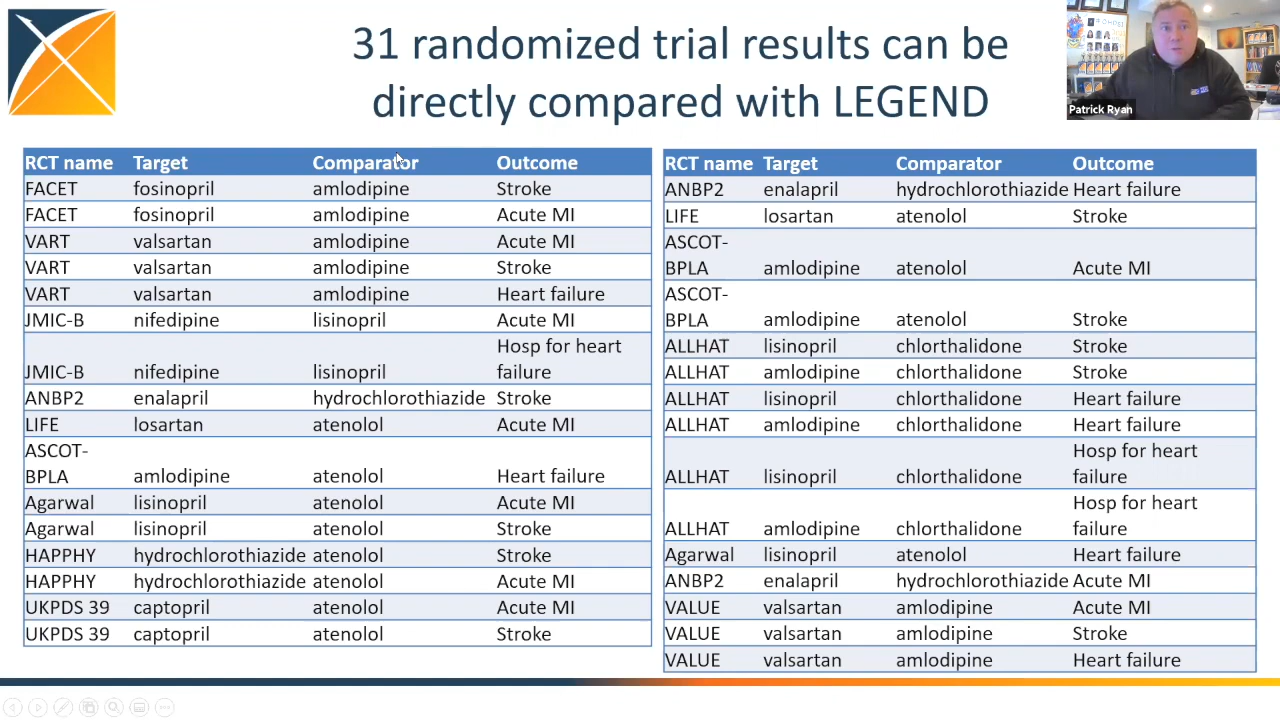 31 randomized trial results can be
directly compared with LEGEND
Patrick Ryan
RCT name Target Comparator Outcome
FACET fosinopril amlodipine Stroke
FACET fosinopril amlodipine Acute MI
VART valsartan amlodipine Acute MI
VART valsartan amlodipine Stroke
VART valsartan amlodipine Heart failure
JMIC-B nifedipine lisinopril Acute MI
Hosp for heart
JMIC-B nifedipine lisinopril failure
ANBP2 enalapril hydrochlorothiazide Stroke
LIFE losartan atenolol Acute MI
ASCOT-
BPLA amlodipine atenolol Heart failure
Agarwal lisinopril atenolol Acute MI
Agarwal lisinopril atenolol Stroke
HAPPHY hydrochlorothiazide atenolol Stroke
HAPPHY hydrochlorothiazide atenolol Acute MI
UKPDS 39 captopril atenolol Acute MI
UKPDS 39 captopril atenolol Stroke
RCT name Target Comparator Outcome
ANBP2 enalapril hydrochlorothiazide Heart failure
LIFE losartan atenolol Stroke
ASCOT-
BPLA amlodipine atenolol Acute MI
ASCOT-
BPLA amlodipine atenolol Stroke
ALLHAT lisinopril chlorthalidone Stroke
ALLHAT amlodipine chlorthalidone Stroke
ALLHAT lisinopril chlorthalidone Heart failure
ALLHAT amlodipine chlorthalidone Heart failure
Hosp for heart
ALLHAT lisinopril chlorthalidone failure
Hosp for heart
ALLHAT amlodipine chlorthalidone failure
Agarwal lisinopril atenolol Heart failure
ANBP2 enalapril hydrochlorothiazide Acute MI
VALUE valsartan amlodipine Acute MI
VALUE valsartan amlodipine Stroke
VALUE valsartan amlodipine Heart failure